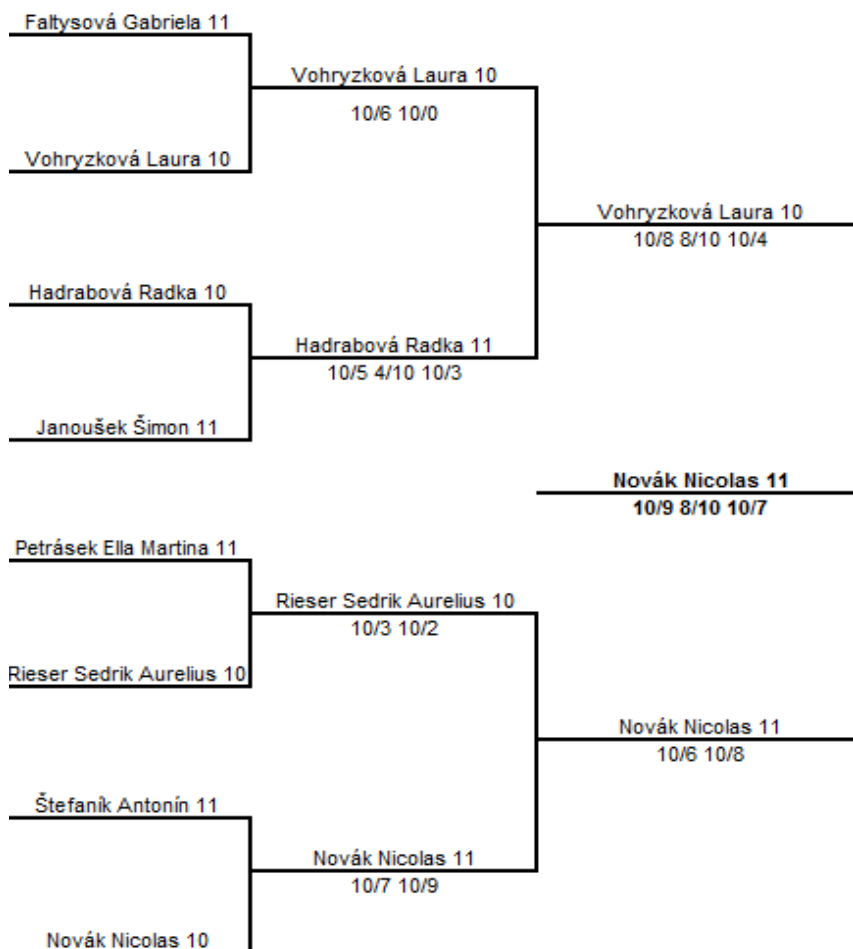 Faltysová Gabriela 11
Vohryzková Laura 10
10/6 10/0
Vohryzková Laura 10
Vohryzková Laura 10
10/8 8/10 10/4
Hadrabová Radka 10
Hadrabová Radka 11
10/5 4/10 10/3
Janoušek Šimon 11
Novák Nicolas 11
10/9 8/10 10/7
Petrásek Ella Martina 11
Rieser Sedrik Aurelius 10
10/3 10/2
Rieser Sedrik Aurelius 10
Novák Nicolas 11
10/6 10/8
Štefaník Antonín 11
Novák Nicolas 11
10/7 10/9
Novák Nicolas 10